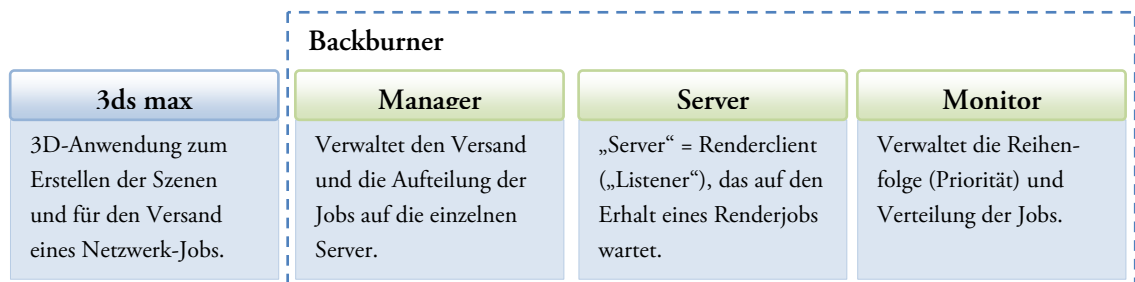 Backburner
3ds max
3D-Anwendung zum
Erstellen der Szenen
und für den Versand
eines Netzwerk-Jobs.
Manager
Verwaltet den Versand
und die Aufteilung der
Jobs auf die einzelnen
Server.
Server
„Server“ = Renderclient
(„Listener“), das auf den
Erhalt eines Renderjobs
wartet.
Monitor
Verwaltet die Reihen-
folge (Priorität) und
Verteilung der Jobs.